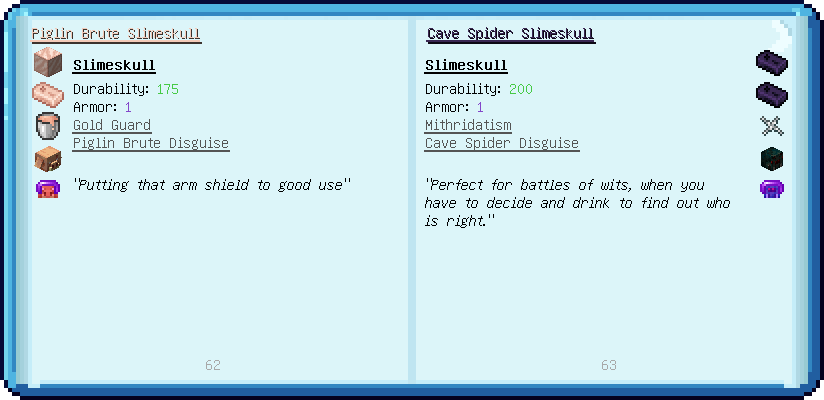 Piglin Brute Slimeskull
Slimeskull
Durability: 175
Armor: 1
Gold Guard
Piglin Brute Disguise
"Putting that arm shield to good use"
62
Cave Spider Slimeskull
Slimeskull
Durability: 200
Armor: 1
Mithridatism
Cave Spider Disguise
"Perfect for battles of wits, when you
have to decide and drink to find out who
is right."
63